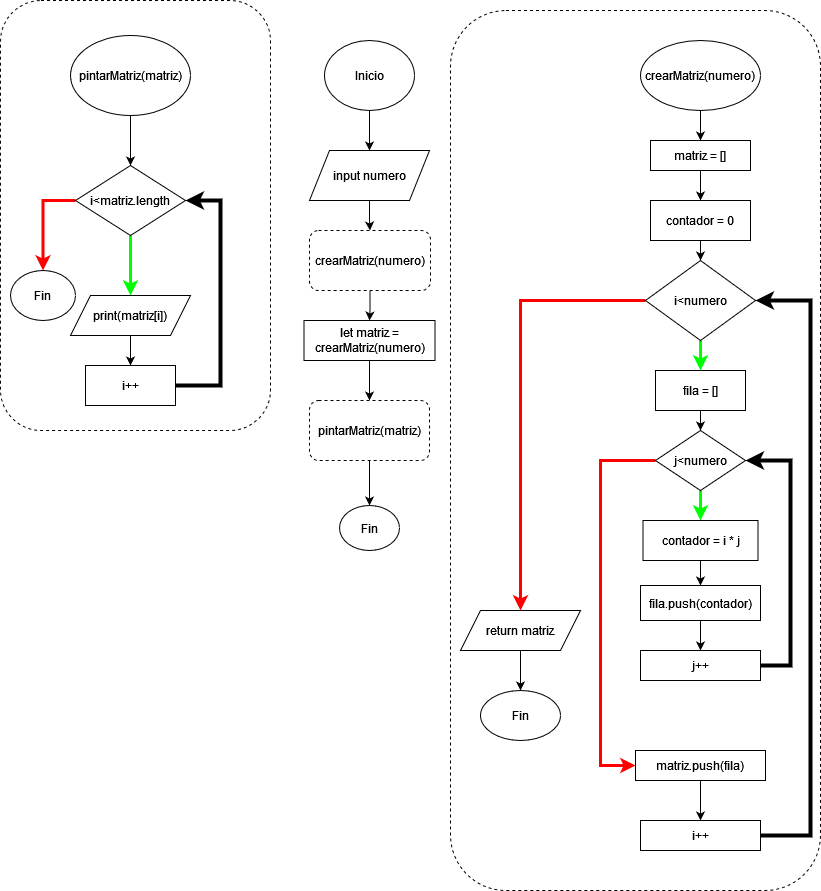 pintarMatriz(matriz)
i<matriz.length
Fin
print(matriz[i])
i++
Inicio
input numero
crearMatriz(numero)
let matriz =
crearMatriz(numero)
pintarMatriz(matriz)
Fin
crearMatriz(numero)
matriz = []
contador = 0
i<numero
fila = []
j<numero
contador = i * j
fila.push(contador)
j++
return matriz
Fin
matriz.push(fila)
i++